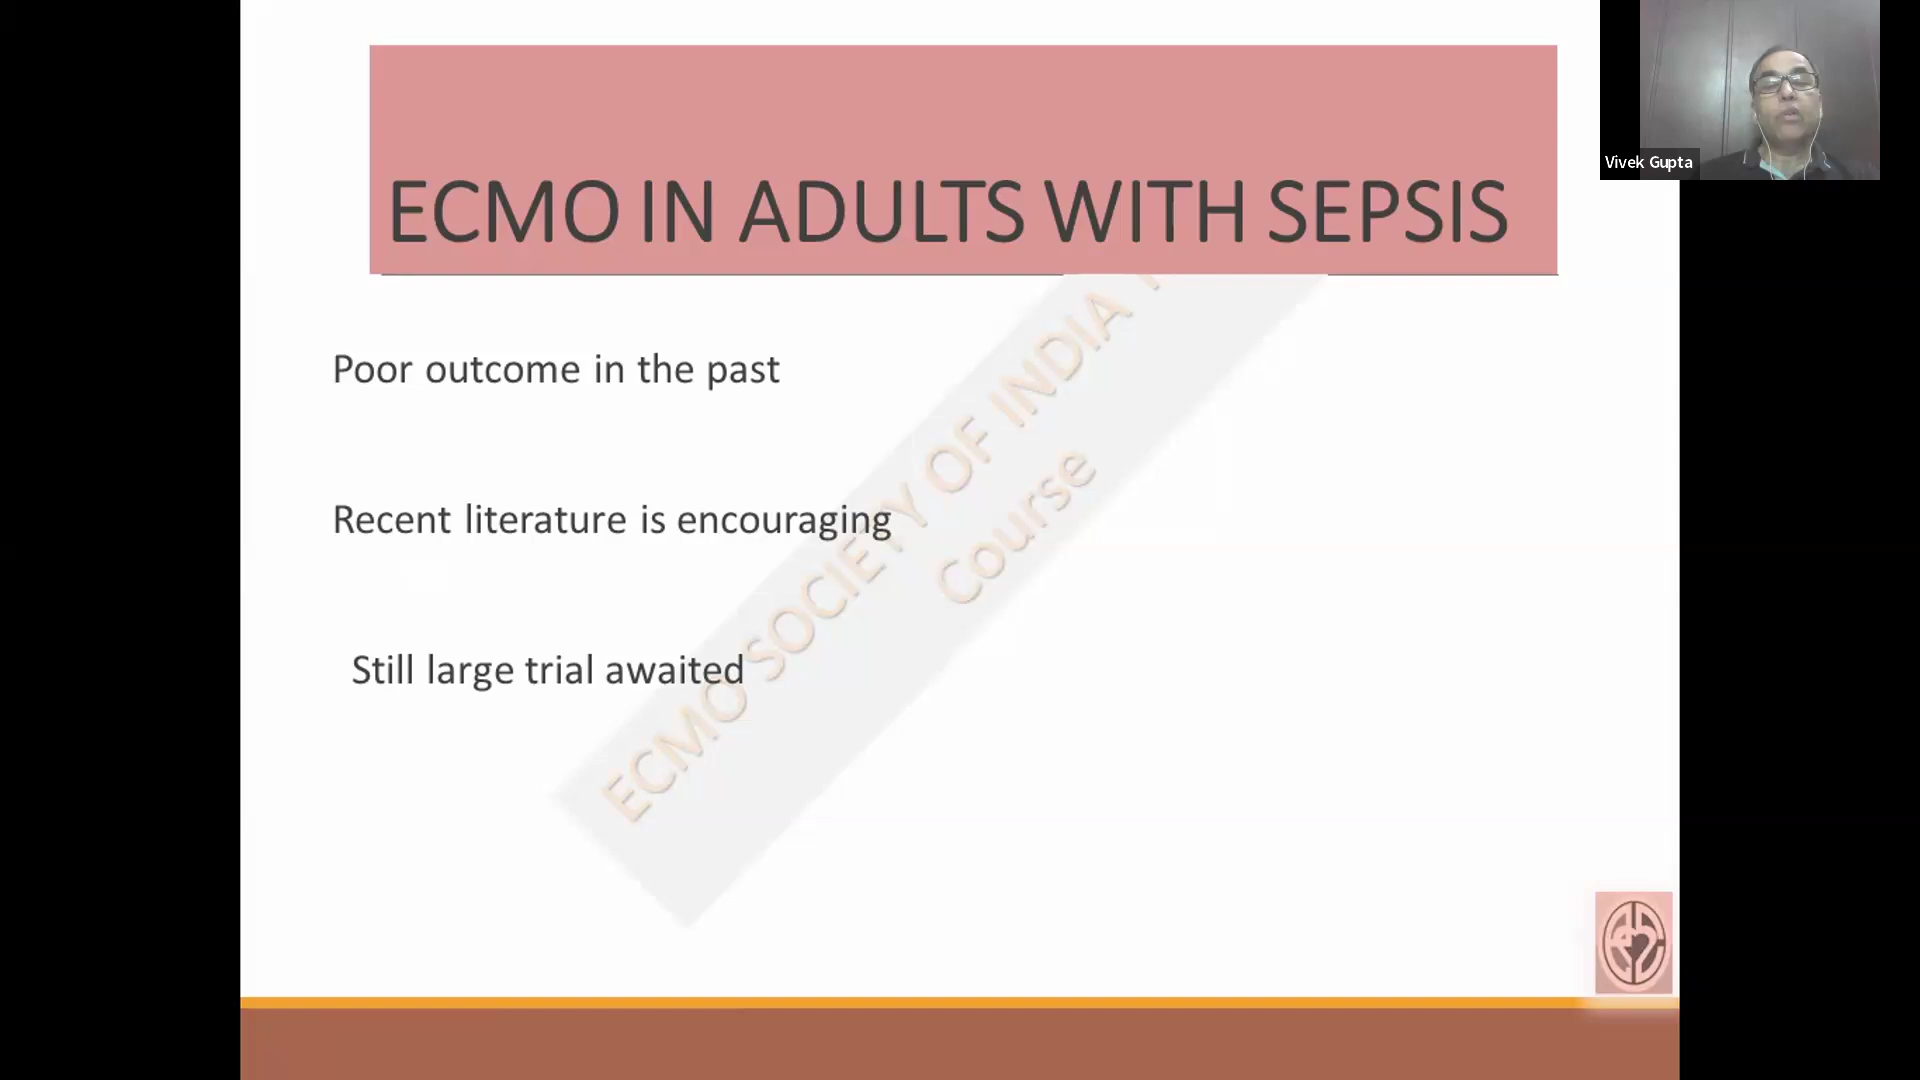 ECMO IN ADULTS WITH SEPSIS
Vivek Gupta
Poor outcome in the past
Recent literature is encouraging
Still large trial awaited
ECMO SOCIETY OF INDIA
Course